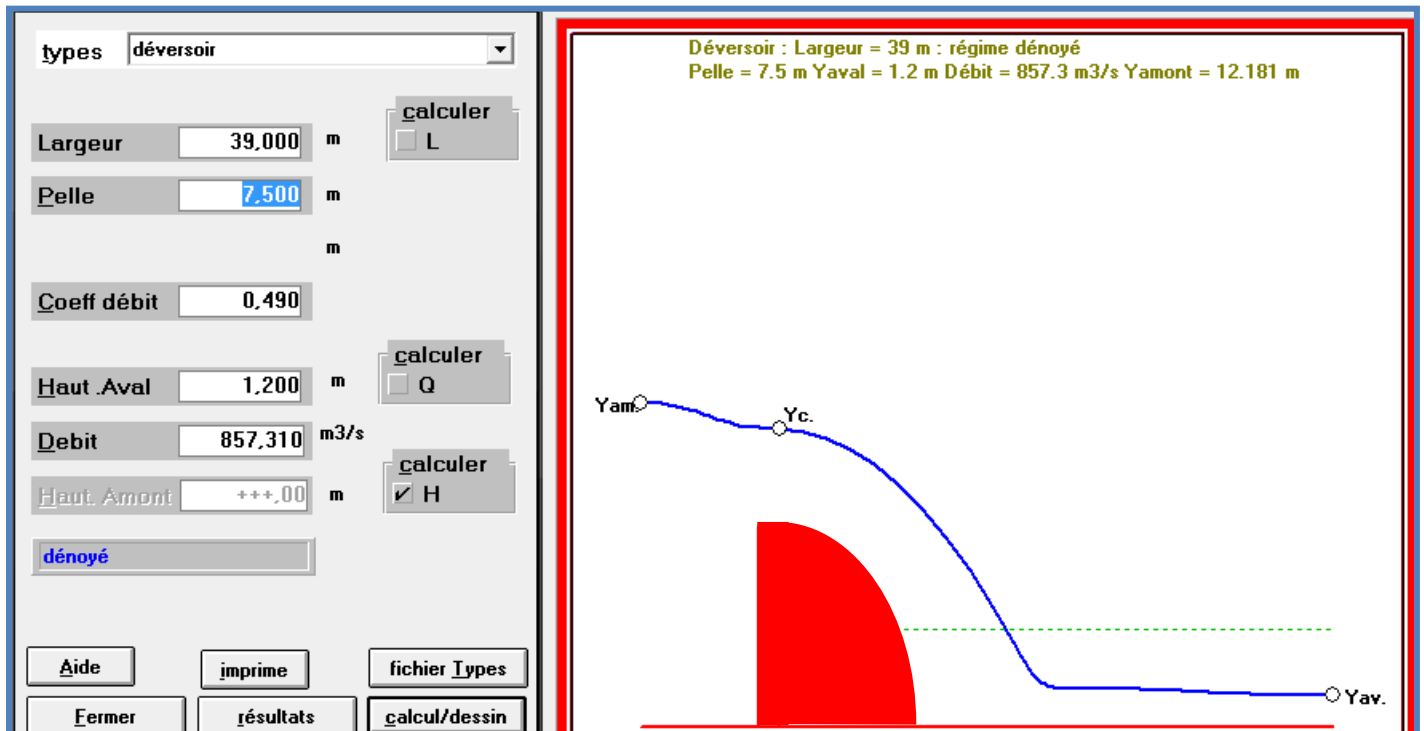 types déversoir
calculer
Largeur 39,000 m L
Pelle 7,500 m
m
Coeff débit 0,490
calculer
Haut .Aval 1,200 m Q
Debit 857,310 m3/s
calculer
Haut. Amont +++,00 m H
dénoyé
Aide imprime fichier Types
Fermer résultats calcul/dessin
Déversoir : Largeur = 39 m : régime dénoyé
Pelle = 7.5 m Yaval = 1.2 m Débit = 857.3 m3/s Yamont = 12.181 m
Yam
Yc.
Yav.